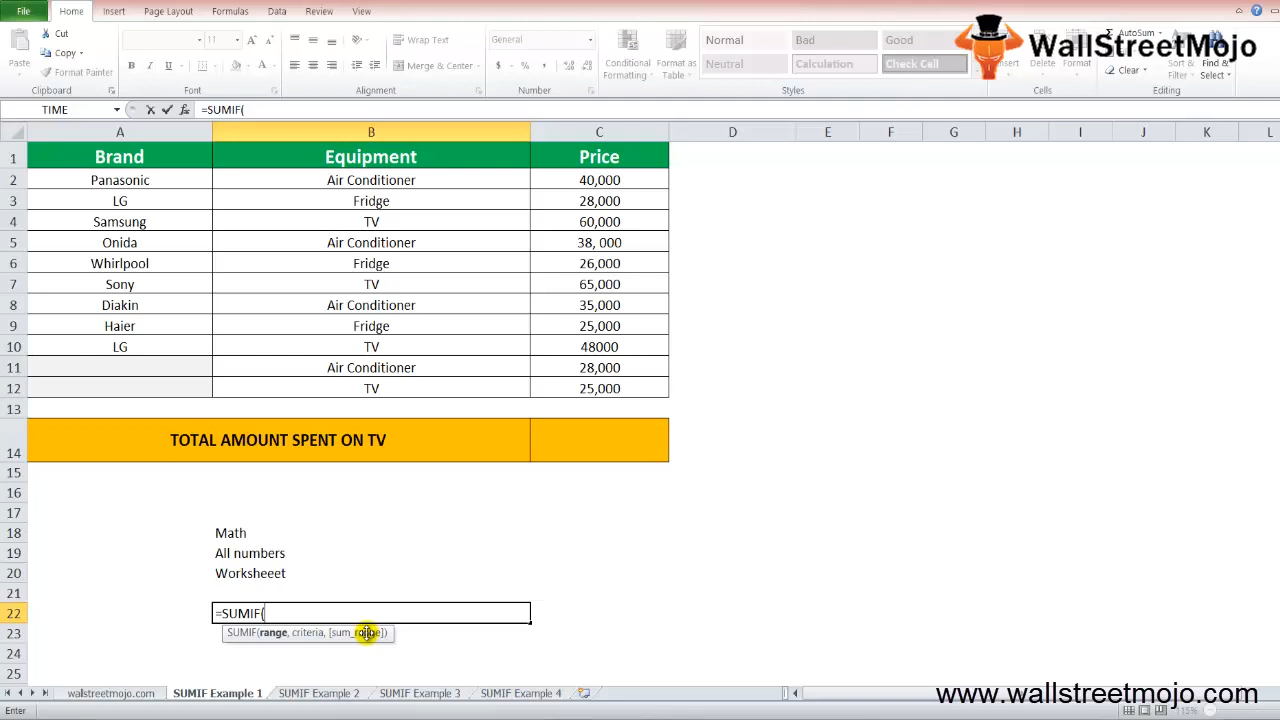 File Home Insert Page Layout Formulas Data Review View
Cut
Copy
Format Painter
Paste
11 A A
B I U
Wrap Text
Merge & Center
General
$ % ,
Conditional Formatting
Format as Table
Normal Bad Good
Neutral Calculation Check Cell
Insert Delete Format
AutoSum
Clear
Sort & Filter
Find & Select
WallStreetMojo
Clipboard Font Alignment Number Styles Cells Editing
TIME fx =SUMIF(
A B C D E F G H I J K L
1 Brand Equipment Price
2 Panasonic Air Conditioner 40,000
3 LG Fridge 28,000
4 Samsung TV 60,000
5 Onida Air Conditioner 38, 000
6 Whirlpool Fridge 26,000
7 Sony TV 65,000
8 Diakin Air Conditioner 35,000
9 Haier Fridge 25,000
10 LG TV 48000
11 Air Conditioner 28,000
12 TV 25,000
13
14 TOTAL AMOUNT SPENT ON TV
15
16
17
18 Math
19 All numbers
20 Worksheeet
21
22 =SUMIF(
23 SUMIF(range, criteria, [sum_range])
24
25
wallstreetmojo.com SUMIF Example 1 SUMIF Example 2 SUMIF Example 3 SUMIF Example 4
www.wallstreetmojo.com
Enter 115%